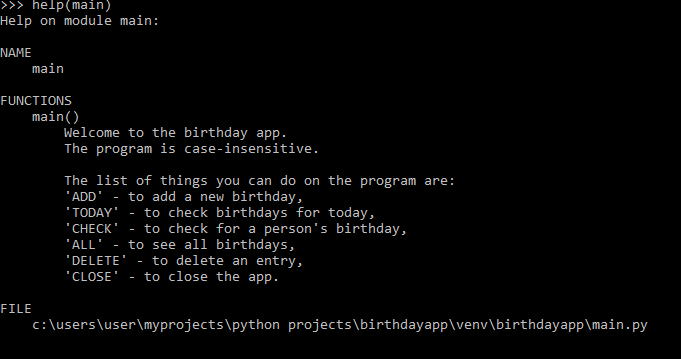 >>> help(main)
Help on module main:
NAME
main
FUNCTIONS
main()
Welcome to the birthday app.
The program is case-insensitive.
The list of things you can do on the program are:
'ADD' - to add a new birthday,
'TODAY' - to check birthdays for today,
'CHECK' - to check for a person's birthday,
'ALL' - to see all birthdays,
'DELETE' - to delete an entry,
'CLOSE' - to close the app.
FILE
c:\users\user\myprojects\python projects\birthdayapp\venv\birthdayapp\main.py